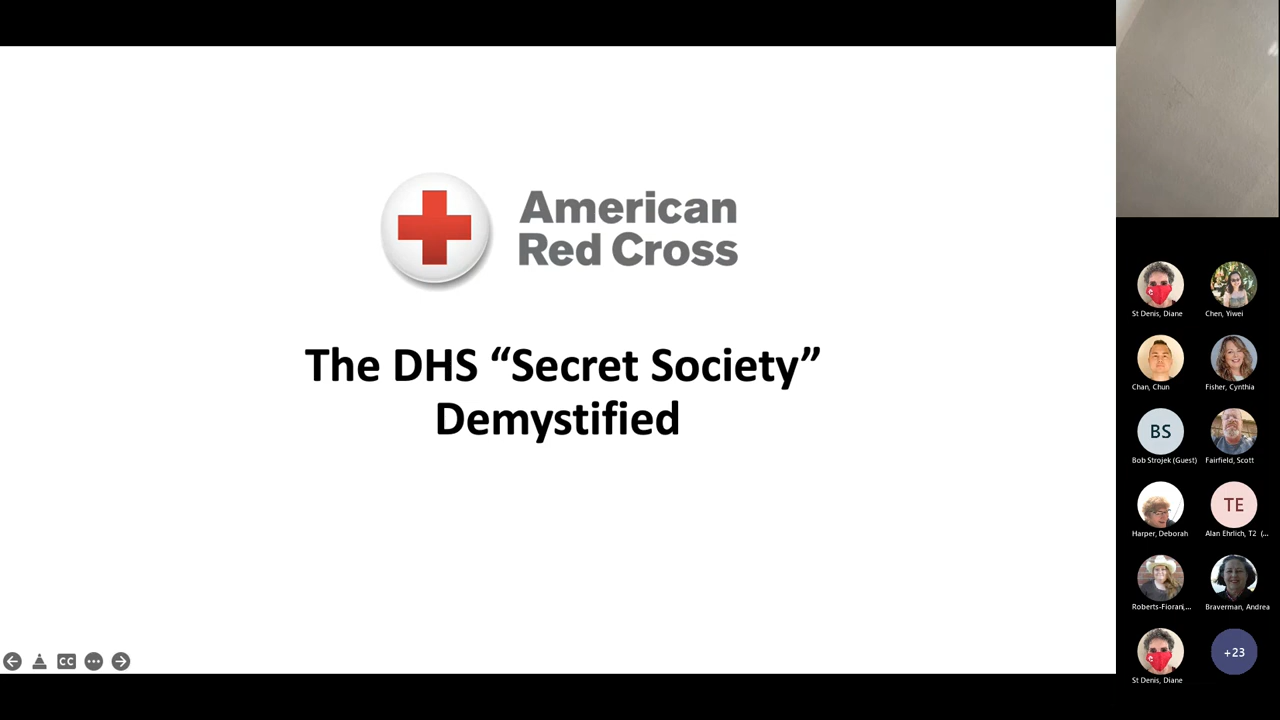 American
Red Cross
The DHS “Secret Society”
Demystified
CC
St Denis, Diane
Chen, Yiwei
Chan, Chun
Fisher, Cynthia
BS
Bob Strojek (Guest)
Fairfield, Scott
Harper, Deborah
TE
Alan Ehrlich, T2 (...
Roberts-Fiorani,...
Braverman, Andrea
St Denis, Diane
+23